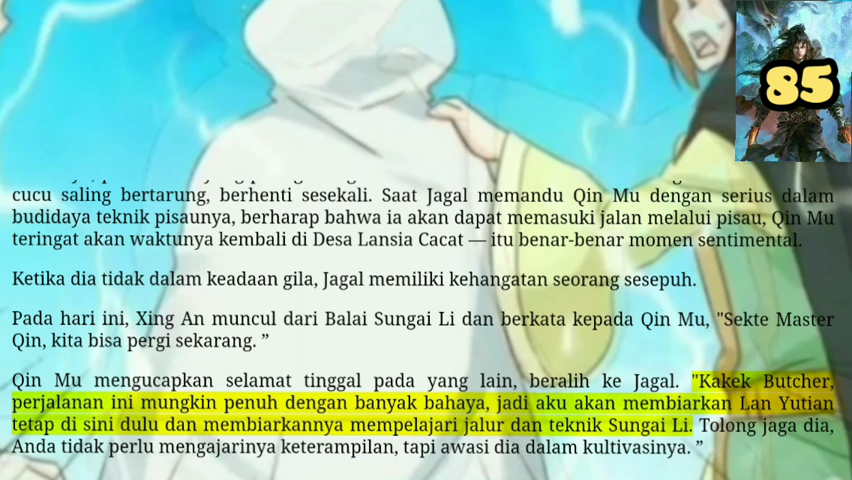 85
cucu saling bertarung, berhenti sesekali. Saat Jagal memandu Qin Mu dengan serius dalam
budidaya teknik pisaunya, berharap bahwa ia akan dapat memasuki jalan melalui pisau, Qin Mu
teringat akan waktunya kembali di Desa Lansia Cacat — itu benar-benar momen sentimental.
Ketika dia tidak dalam keadaan gila, Jagal memiliki kehangatan seorang sesepuh.
Pada hari ini, Xing An muncul dari Balai Sungai Li dan berkata kepada Qin Mu, "Sekte Master
Qin, kita bisa pergi sekarang. ”
Qin Mu mengucapkan selamat tinggal pada yang lain, beralih ke Jagal. "Kakek Butcher,
perjalanan ini mungkin penuh dengan banyak bahaya, jadi aku akan membiarkan Lan Yutian
tetap di sini dulu dan membiarkannya mempelajari jalur dan teknik Sungai Li. Tolong jaga dia,
Anda tidak perlu mengajarinya keterampilan, tapi awasi dia dalam kultivasinya. ”